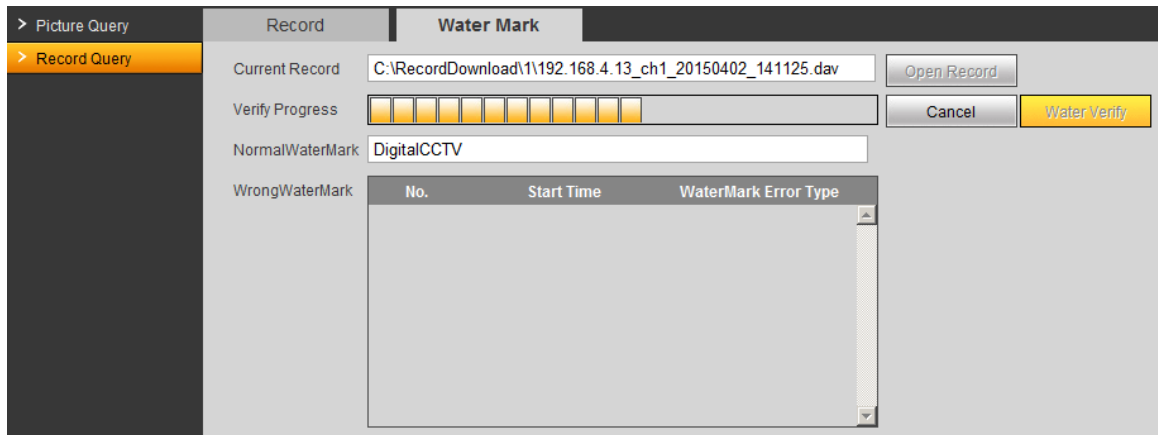 > Picture Query
> Record Query
Record
Water Mark
Current Record
C:\RecordDownload\1\192.168.4.13_ch1_20150402_141125.dav
Open Record
Verify Progress
Cancel
Water Verify
NormalWaterMark
DigitalCCTV
WrongWaterMark
No.
Start Time
WaterMark Error Type